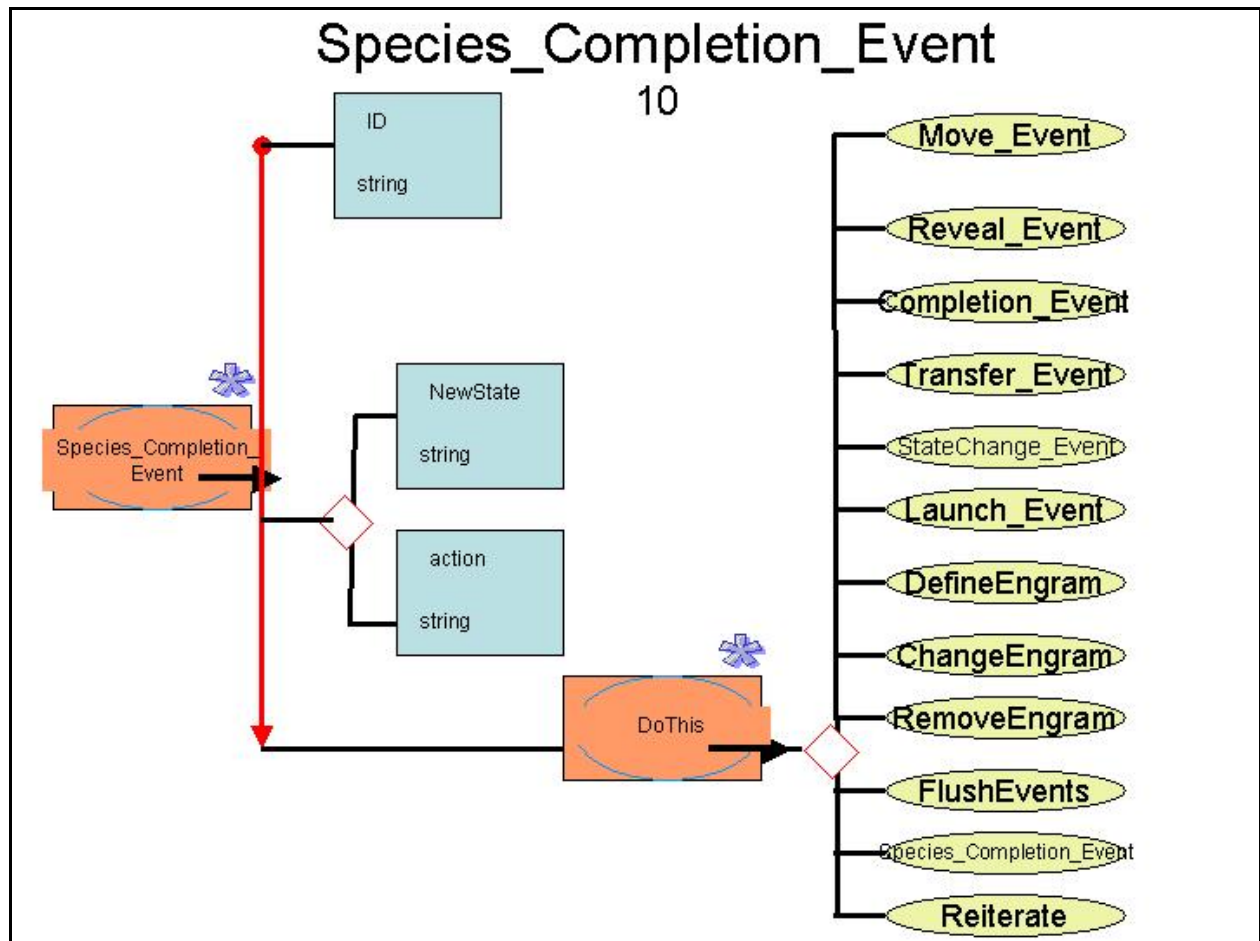 Species_Completion_Event
10
ID
string
Species_Completion_
Event
NewState
string
action
string
DoThis
Move_Event
Reveal_Event
Completion_Event
Transfer_Event
StateChange_Event
Launch_Event
DefineEngram
ChangeEngram
RemoveEngram
FlushEvents
Species_Completion_Event
Reiterate